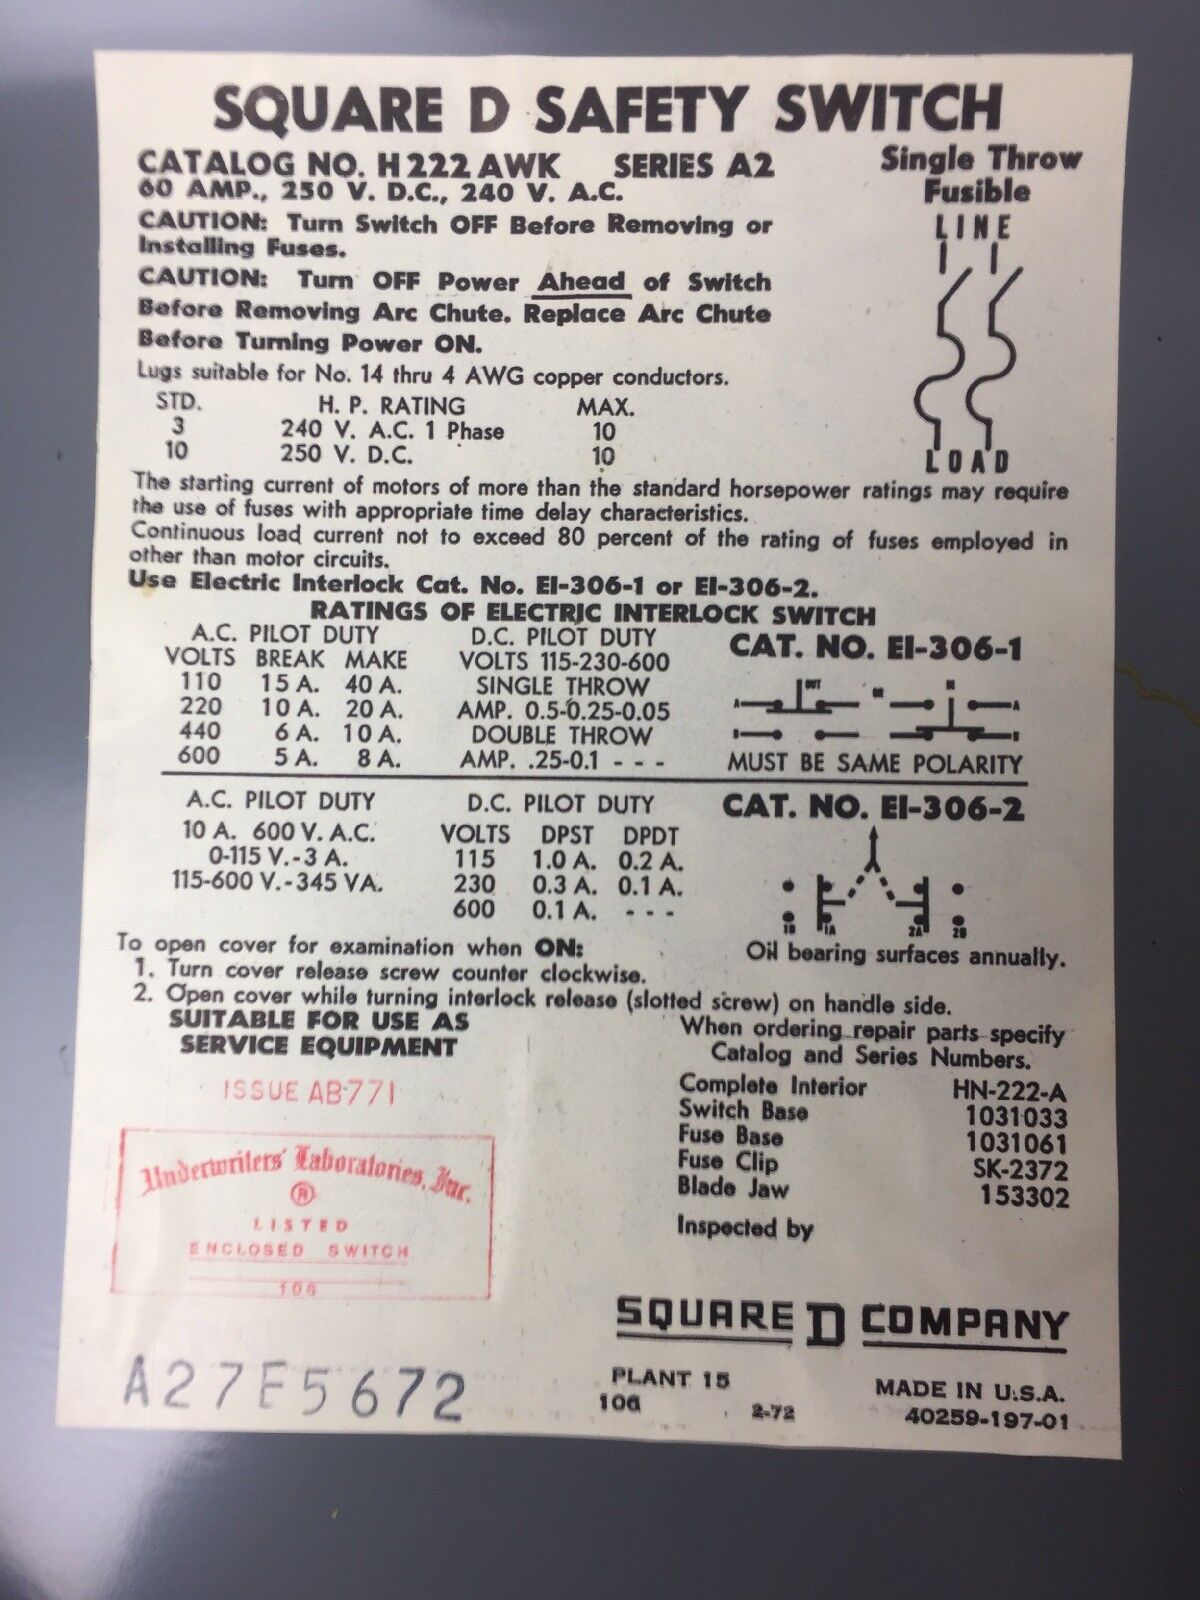 SQUARE D SAFETY SWITCH
CATALOG NO. H222AWK SERIES A2
60 AMP., 250 V. D.C., 240 V. A.C.
Single Throw
Fusible
LINE
LOAD
CAUTION: Turn Switch OFF Before Removing or
Installing Fuses.
CAUTION: Turn OFF Power Ahead of Switch
Before Removing Arc Chute. Replace Arc Chute
Before Turning Power ON.
Lugs suitable for No. 14 thru 4 AWG copper conductors.
STD. H. P. RATING MAX.
3 240 V. A.C. 1 Phase 10
10 250 V. D.C. 10
The starting current of motors of more than the standard horsepower ratings may require
the use of fuses with appropriate time delay characteristics.
Continuous load current not to exceed 80 percent of the rating of fuses employed in
other than motor circuits.
Use Electric Interlock Cat. No. EI-306-1 or EI-306-2.
RATINGS OF ELECTRIC INTERLOCK SWITCH
A.C. PILOT DUTY
VOLTS BREAK MAKE
110 15 A. 40 A.
220 10 A. 20 A.
440 6 A. 10 A.
600 5 A. 8 A.
D.C. PILOT DUTY
VOLTS 115-230-600
SINGLE THROW
AMP. 0.5-0.25-0.05
DOUBLE THROW
AMP. .25-0.1 - - -
CAT. NO. EI-306-1
A OUT OR IN A
B B
MUST BE SAME POLARITY
A.C. PILOT DUTY
10 A. 600 V. A.C.
0-115 V.-3 A.
115-600 V.-345 VA.
D.C. PILOT DUTY
VOLTS DPST DPDT
115 1.0 A. 0.2 A.
230 0.3 A. 0.1 A.
600 0.1 A. - - -
CAT. NO. EI-306-2
1B 1A 2A 2B
Oil bearing surfaces annually.
To open cover for examination when ON:
1. Turn cover release screw counter clockwise.
2. Open cover while turning interlock release (slotted screw) on handle side.
SUITABLE FOR USE AS
SERVICE EQUIPMENT
ISSUE AB-771
Underwriters' Laboratories, Inc.
®
LISTED
ENCLOSED SWITCH
106
A27E5672
When ordering repair parts specify
Catalog and Series Numbers.
Complete Interior HN-222-A
Switch Base 1031033
Fuse Base 1031061
Fuse Clip SK-2372
Blade Jaw 153302
Inspected by
SQUARE D COMPANY
PLANT 15
106 2-72
MADE IN U.S.A.
40259-197-01